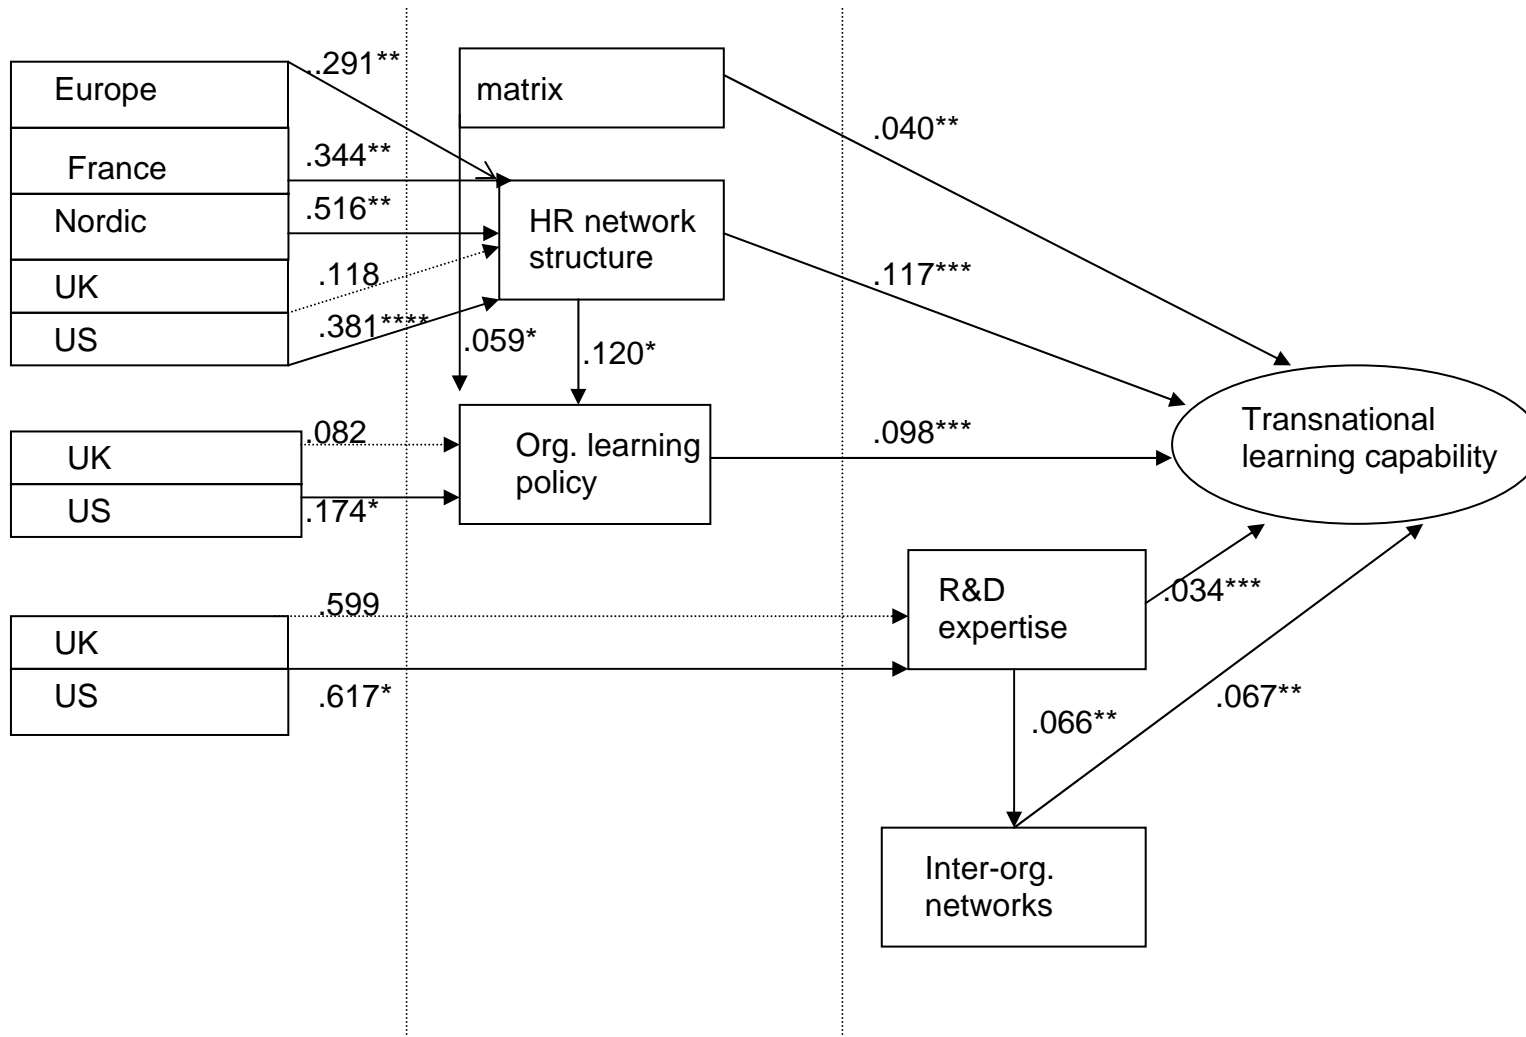 ..291**
Europe
matrix
.040**
France
.344**
Nordic
.516**
HR network
structure
UK
.118
.117***
US
.381****
.059*
.120*
.082
UK
Org. learning
policy
.098***
Transnational
learning capability
US
.174*
.599
R&D
expertise
.034***
UK
US
.617*
.066**
.067**
Inter-org.
networks